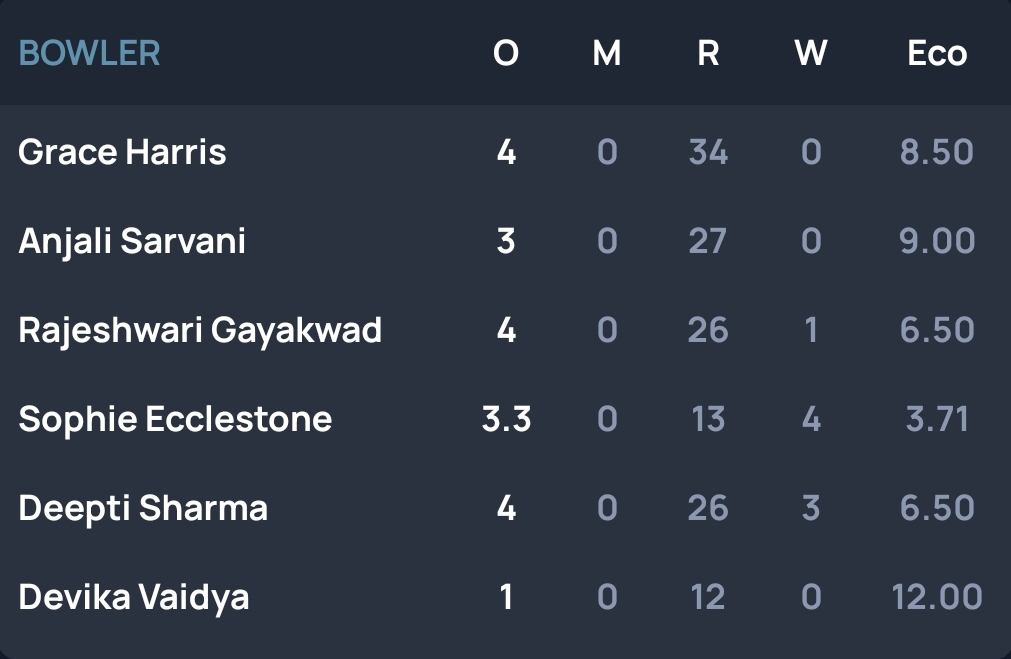 BOWLER O M R W Eco
Grace Harris 4 0 34 0 8.50
Anjali Sarvani 3 0 27 0 9.00
Rajeshwari Gayakwad 4 0 26 1 6.50
Sophie Ecclestone 3.3 0 13 4 3.71
Deepti Sharma 4 0 26 3 6.50
Devika Vaidya 1 0 12 0 12.00